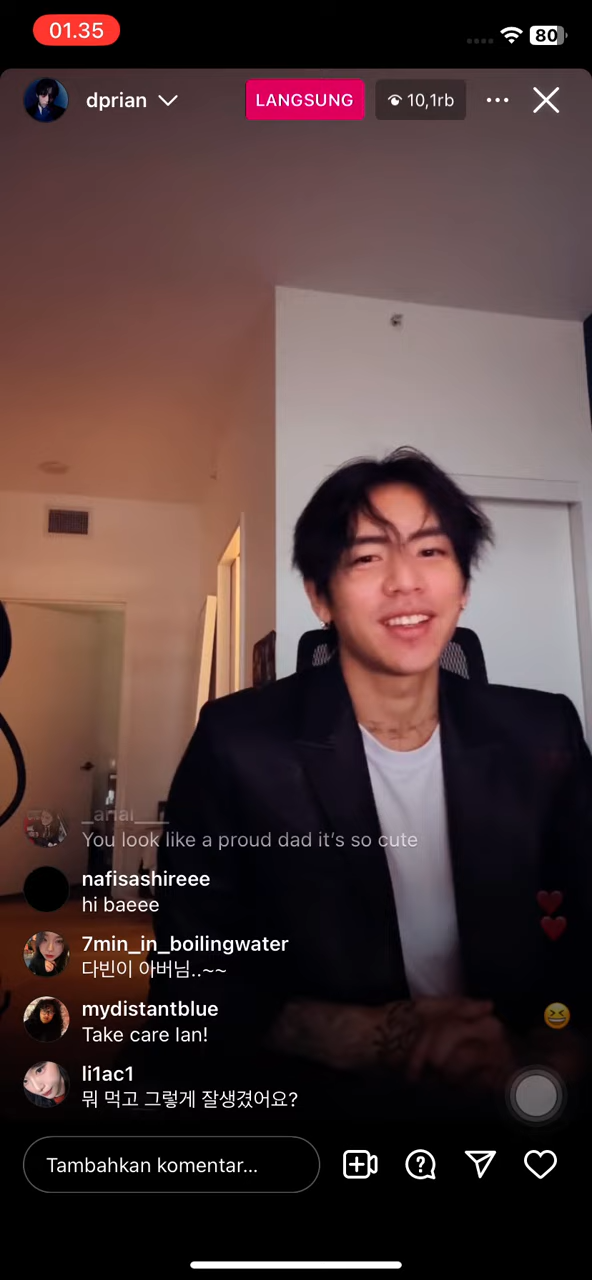 01.35
80
dprian
LANGSUNG
10,1rb
_arial___
You look like a proud dad it's so cute
nafisashireee
hi baeee
7min_in_boilingwater
다빈이 아버님..~~
mydistantblue
Take care Ian!
li1ac1
뭐 먹고 그렇게 잘생겼어요?
Tambahkan komentar...